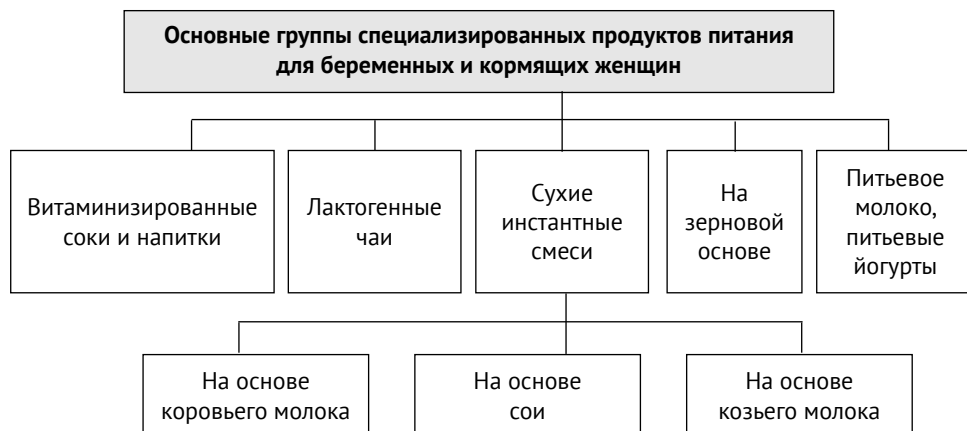 Основные группы специализированных продуктов питания
для беременных и кормящих женщин
Витаминизированные
соки и напитки
Лактогенные
чаи
Сухие
инстантные
смеси
На
зерновой
основе
Питьевое
молоко,
питьевые
йогурты
На основе
коровьего молока
На основе
сои
На основе
козьего молока